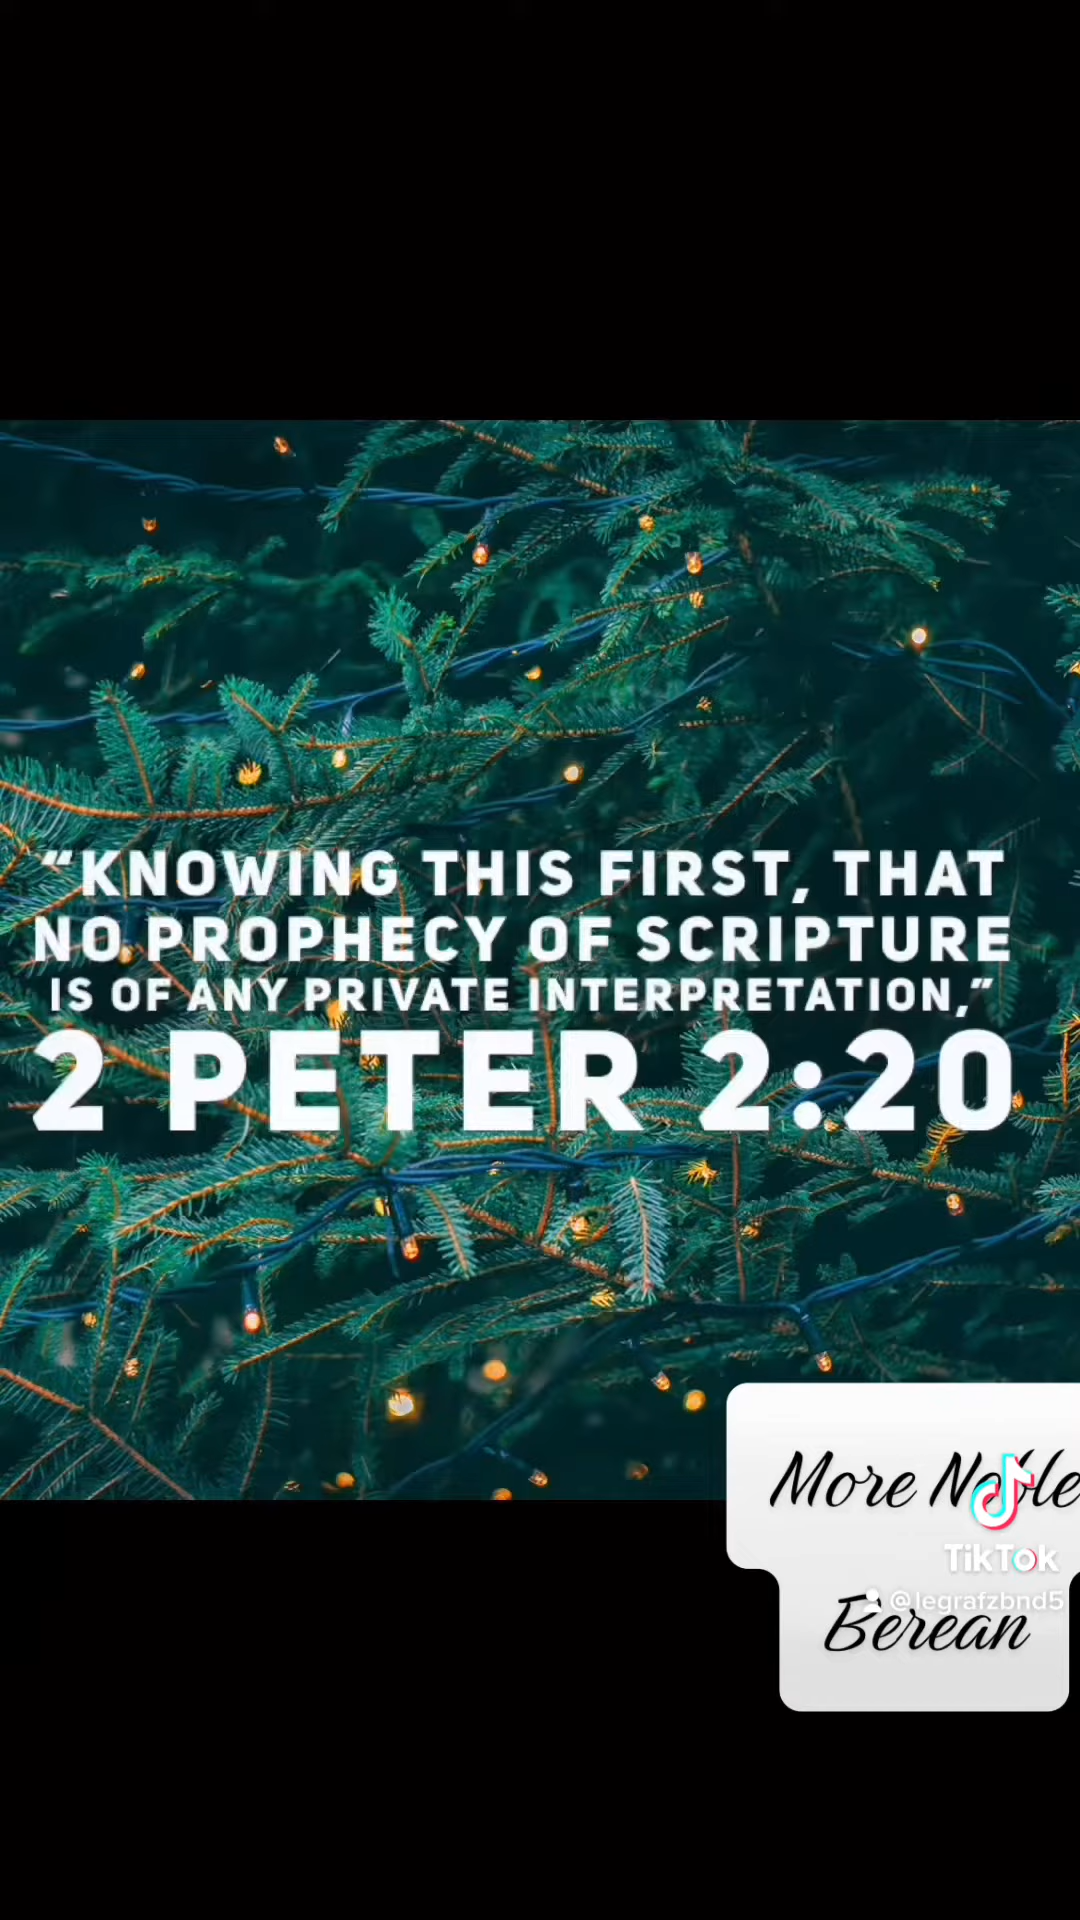 “KNOWING THIS FIRST, THAT
NO PROPHECY OF SCRIPTURE
IS OF ANY PRIVATE INTERPRETATION,”
2 PETER 2:20
More Noble
TikTok
@legrafzbnd5
Berean